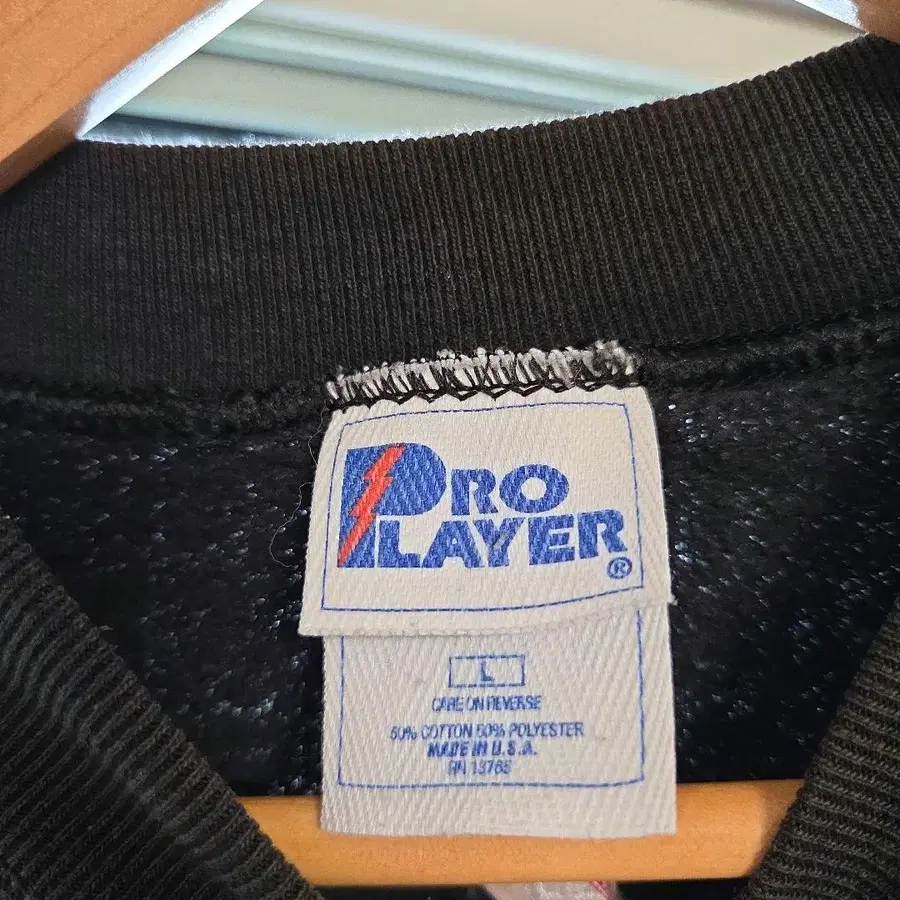 PRO
PLAYER®
L
CARE ON REVERSE
50% COTTON 50% POLYESTER
MADE IN U.S.A.
RN 13765